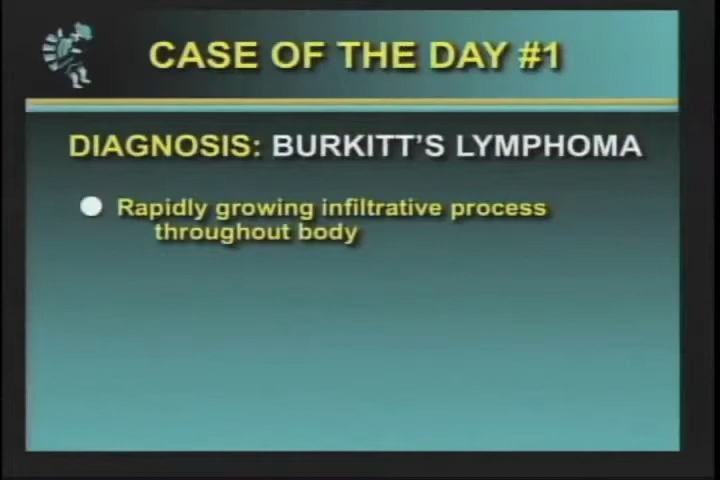 CASE OF THE DAY #1
DIAGNOSIS: BURKITT'S LYMPHOMA
Rapidly growing infiltrative process
throughout body